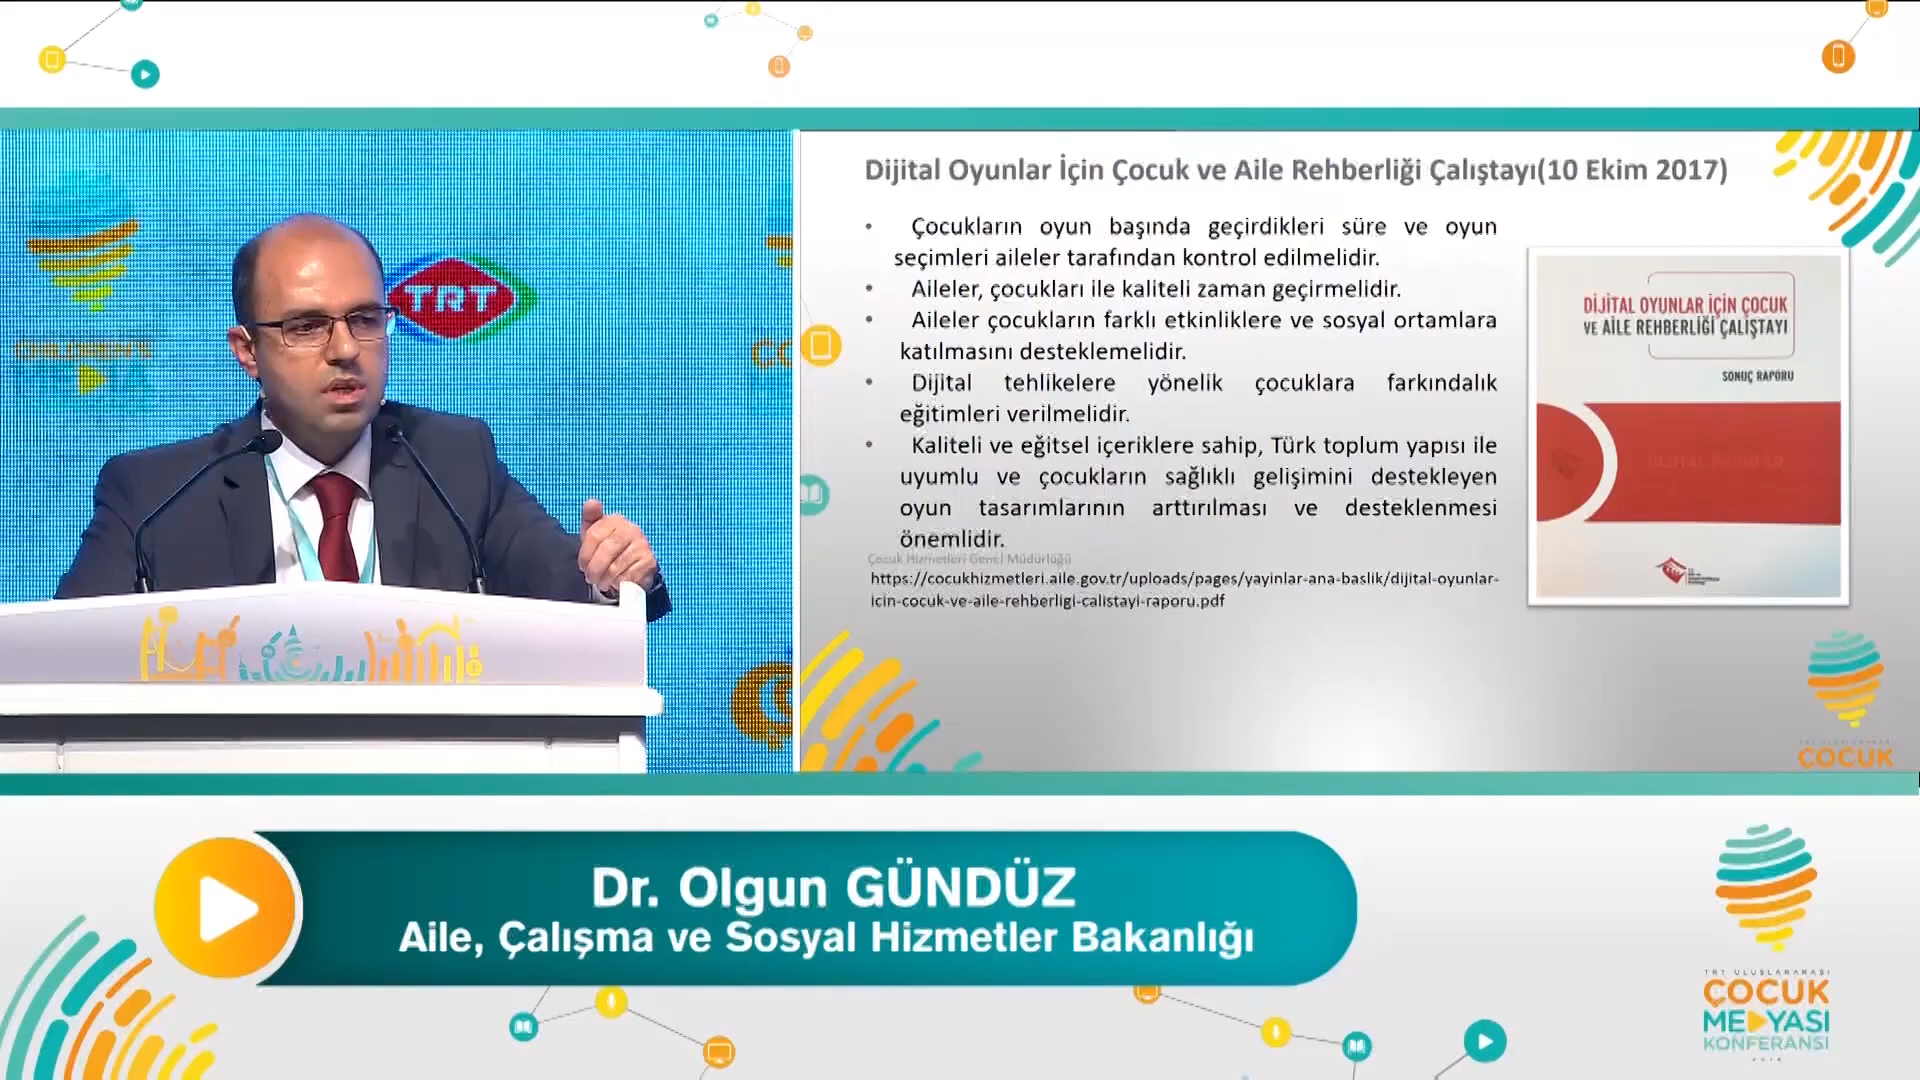 Dijital Oyunlar İçin Çocuk ve Aile Rehberliği Çalıştayı(10 Ekim 2017)
• Çocukların oyun başında geçirdikleri süre ve oyun
seçimleri aileler tarafından kontrol edilmelidir.
• Aileler, çocukları ile kaliteli zaman geçirmelidir.
• Aileler çocukların farklı etkinliklere ve sosyal ortamlara
katılmasını desteklemelidir.
• Dijital tehlikelere yönelik çocuklara farkındalık
eğitimleri verilmelidir.
• Kaliteli ve eğitsel içeriklere sahip, Türk toplum yapısı ile
uyumlu ve çocukların sağlıklı gelişimini destekleyen
oyun tasarımlarının arttırılması ve desteklenmesi
önemlidir.
Çocuk Hizmetleri Genel Müdürlüğü
https://cocukhizmetleri.aile.gov.tr/uploads/pages/yayinlar-ana-baslik/dijital-oyunlar-
icin-cocuk-ve-aile-rehberligi-calistayi-raporu.pdf
DİJİTAL OYUNLAR İÇİN ÇOCUK
VE AİLE REHBERLİĞİ ÇALIŞTAYI
SONUÇ RAPORU
TRT
CHILDREN'S
ÇOCUK
Dr. Olgun GÜNDÜZ
Aile, Çalışma ve Sosyal Hizmetler Bakanlığı
TRT ULUSLARARASI
ÇOCUK
MEDYASI
KONFERANSI